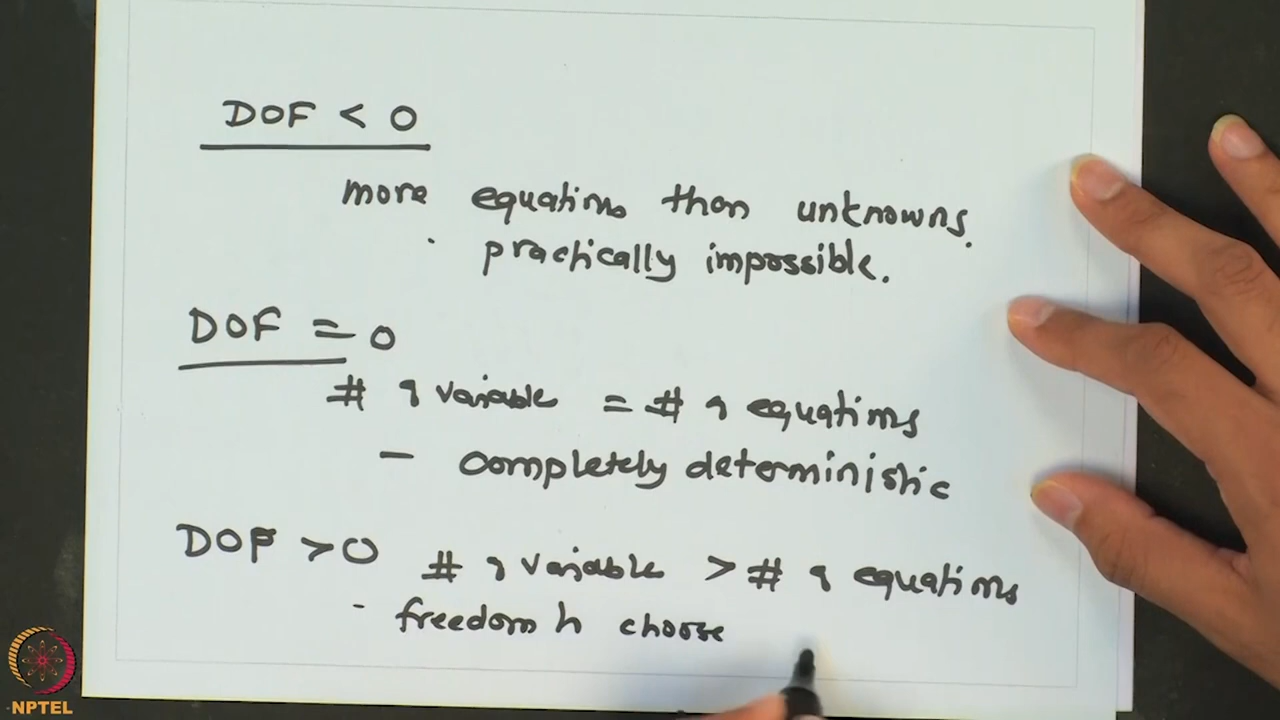 DOF < 0
more equations than unknowns.
· practically impossible.
DOF = 0
# of variable = # of equations
- completely deterministic
DOF > 0 # of variable > # of equations
- freedom to choose
NPTEL